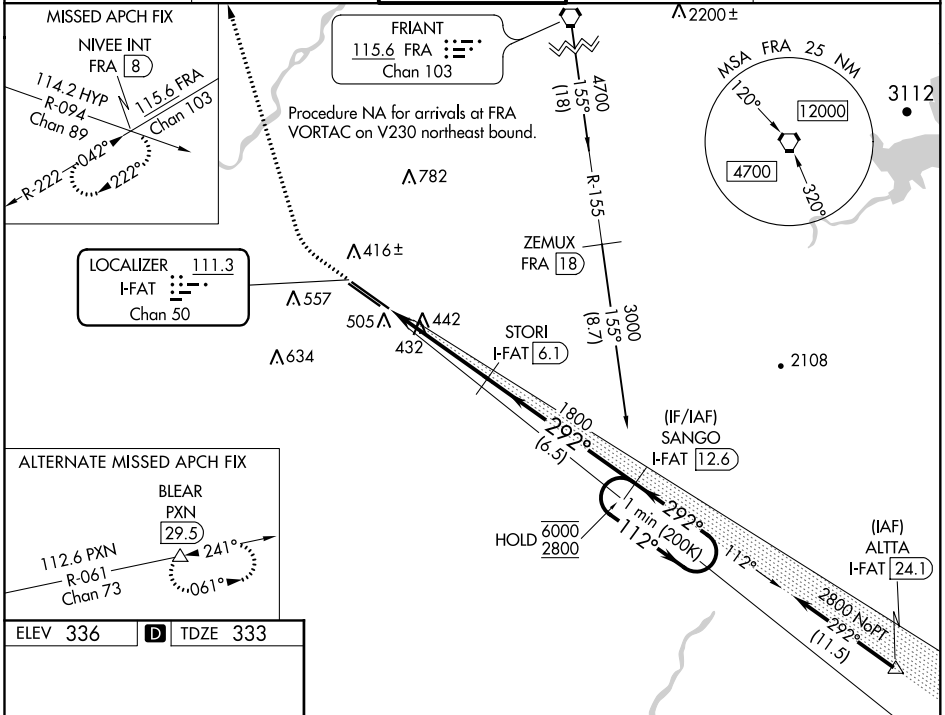 MISSED APCH FIX
NIVEE INT
FRA 8
114.2 HYP
R-094
Chan 89
115.6 FRA
Chan 103
R-222
042°
222°
FRIANT
115.6 FRA
Chan 103
Procedure NA for arrivals at FRA
VORTAC on V230 northeast bound.
4700
155°
(18)
R-155
2200±
MSA FRA 25 NM
120°
12000
4700
320°
3112
782
ZEMUX
FRA 18
3000
155°
(8.7)
LOCALIZER 111.3
I-FAT
Chan 50
416±
557
505
442
432
634
STORI
I-FAT 6.1
2108
1800
292°
(6.5)
(IF/IAF)
SANGO
I-FAT 12.6
HOLD 6000
2800
292°
1 min (200K)
112°
112°
(IAF)
ALTTA
I-FAT 24.1
2800 NoPT
292°
(11.5)
ALTERNATE MISSED APCH FIX
BLEAR
PXN
29.5
112.6 PXN
R-061
Chan 73
241°
061°
ELEV 336 D TDZE 333